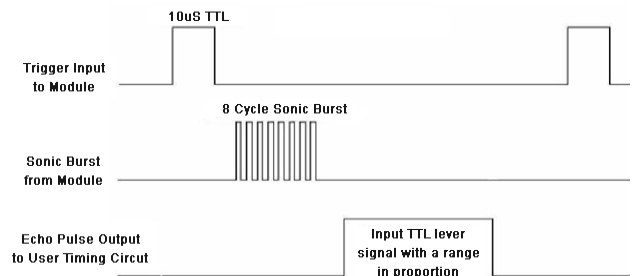 10uS TTL
Trigger Input
to Module
8 Cycle Sonic Burst
Sonic Burst
from Module
Echo Pulse Output
to User Timing Circut
Input TTL lever
signal with a range
in proportion